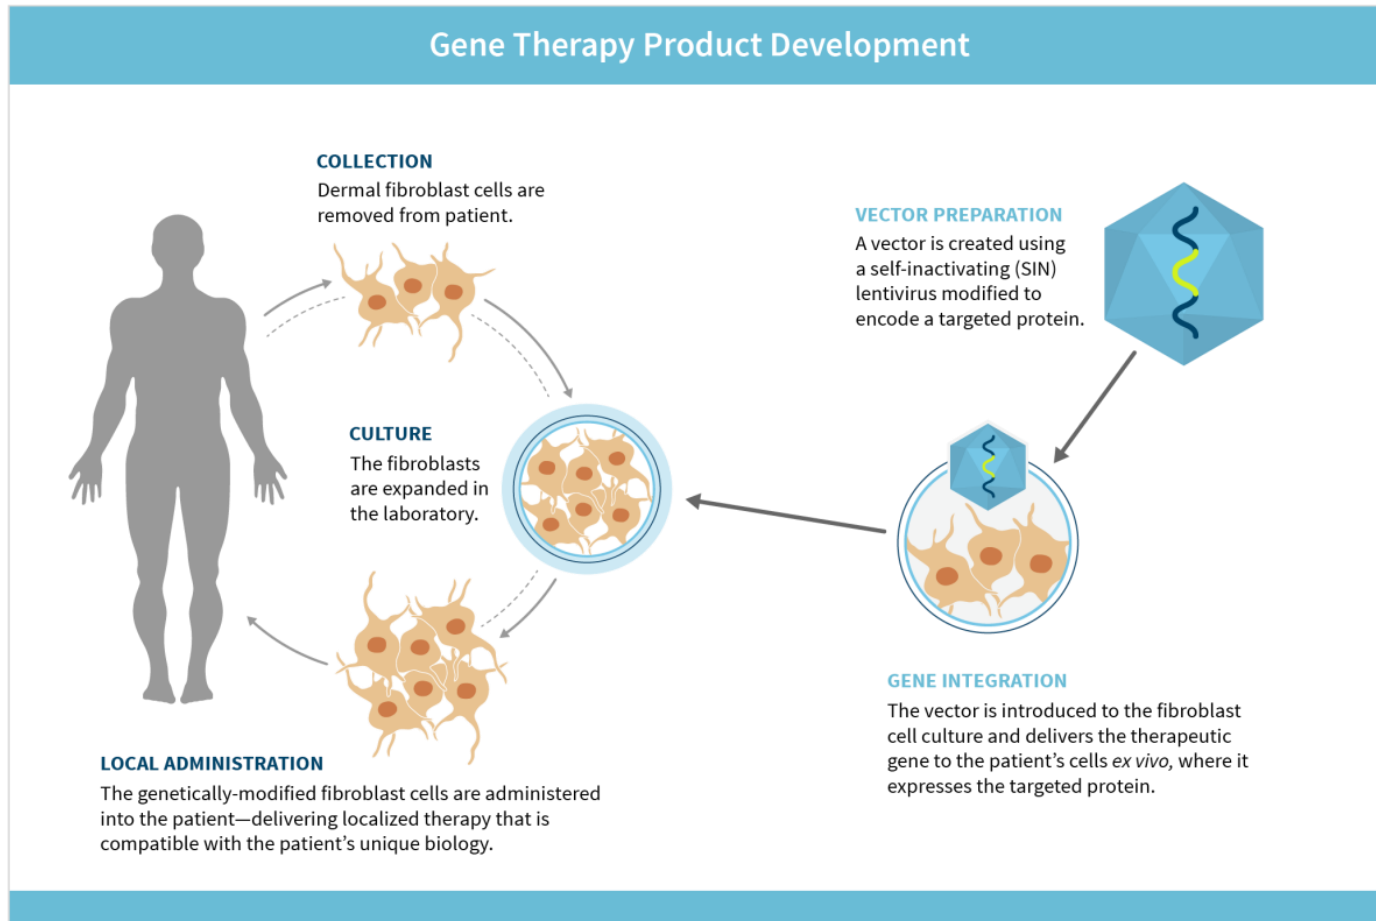 Gene Therapy Product Development
COLLECTION
Dermal fibroblast cells are
removed from patient.
VECTOR PREPARATION
A vector is created using
a self-inactivating (SIN)
lentivirus modified to
encode a targeted protein.
CULTURE
The fibroblasts
are expanded in
the laboratory.
GENE INTEGRATION
The vector is introduced to the fibroblast
cell culture and delivers the therapeutic
gene to the patient’s cells ex vivo, where it
expresses the targeted protein.
LOCAL ADMINISTRATION
The genetically-modified fibroblast cells are administered
into the patient—delivering localized therapy that is
compatible with the patient’s unique biology.